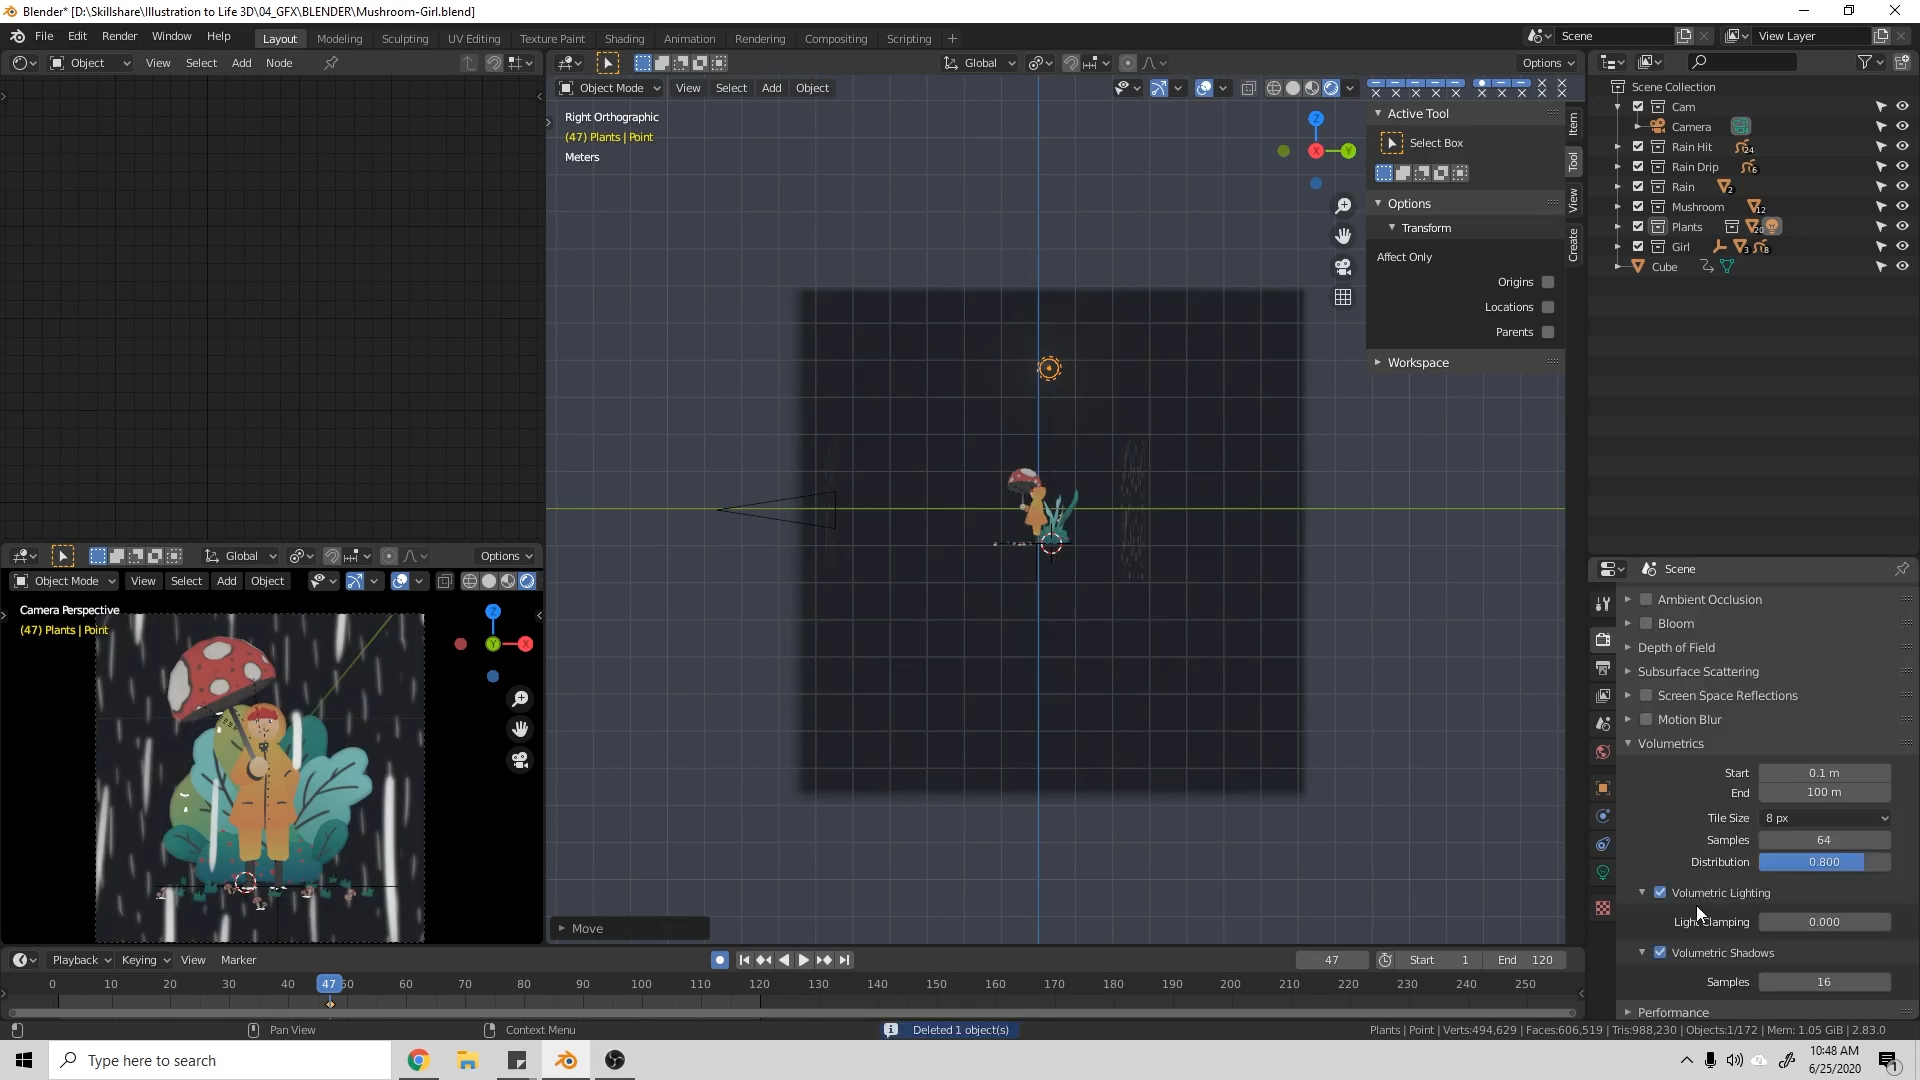 Blender* [D:\Skillshare\Illustration to Life 3D\04_GFX\BLENDER\Mushroom-Girl.blend]
File Edit Render Window Help Layout Modeling Sculpting UV Editing Texture Paint Shading Animation Rendering Compositing Scripting Scene View Layer
Object View Select Add Node
Global Options
Object Mode View Select Add Object
Right Orthographic
(47) Plants | Point
Meters
Z
X
Y
Active Tool
Select Box
Options
Transform
Affect Only
Origins
Locations
Parents
Workspace
Item
Tool
View
Create
Scene Collection
Cam
Camera
Rain Hit 24
Rain Drip 6
Rain 2
Mushroom 12
Plants 20
Girl 3 8
Cube
Global Options
Object Mode View Select Add Object
Camera Perspective
(47) Plants | Point
Z
Y
X
Move
Scene
Ambient Occlusion
Bloom
Depth of Field
Subsurface Scattering
Screen Space Reflections
Motion Blur
Volumetrics
Start 0.1 m
End 100 m
Tile Size 8 px
Samples 64
Distribution 0.800
Volumetric Lighting
Light Clamping 0.000
Volumetric Shadows
Samples 16
Performance
Playback Keying View Marker 47 Start 1 End 120
0 10 20 30 40 47 50 60 70 80 90 100 110 120 130 140 150 160 170 180 190 200 210 220 230 240 250
Pan View Context Menu Deleted 1 object(s) Plants | Point | Verts:494,629 | Faces:606,519 | Tris:988,230 | Objects:1/172 | Mem: 1.05 GiB | 2.83.0
Type here to search
10:48 AM
6/25/2020
1